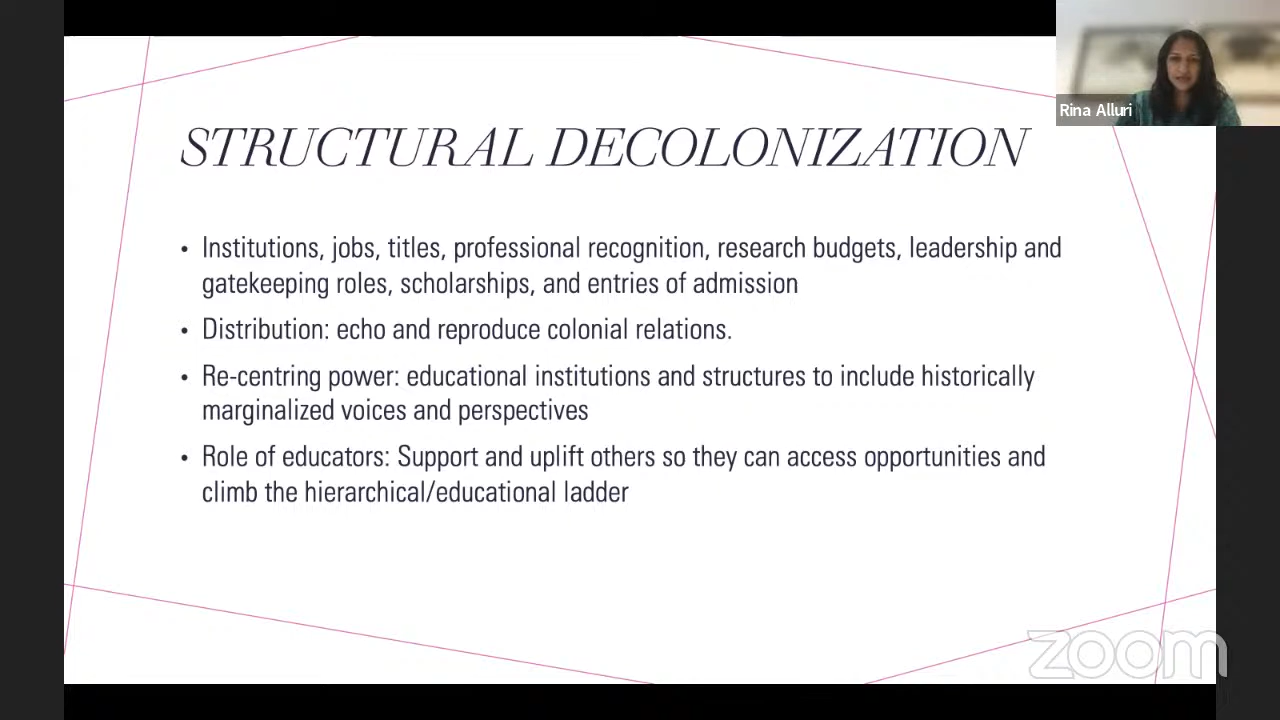 Rina Alluri
STRUCTURAL DECOLONIZATION
• Institutions, jobs, titles, professional recognition, research budgets, leadership and
gatekeeping roles, scholarships, and entries of admission
• Distribution: echo and reproduce colonial relations.
• Re-centring power: educational institutions and structures to include historically
marginalized voices and perspectives
• Role of educators: Support and uplift others so they can access opportunities and
climb the hierarchical/educational ladder
zoom